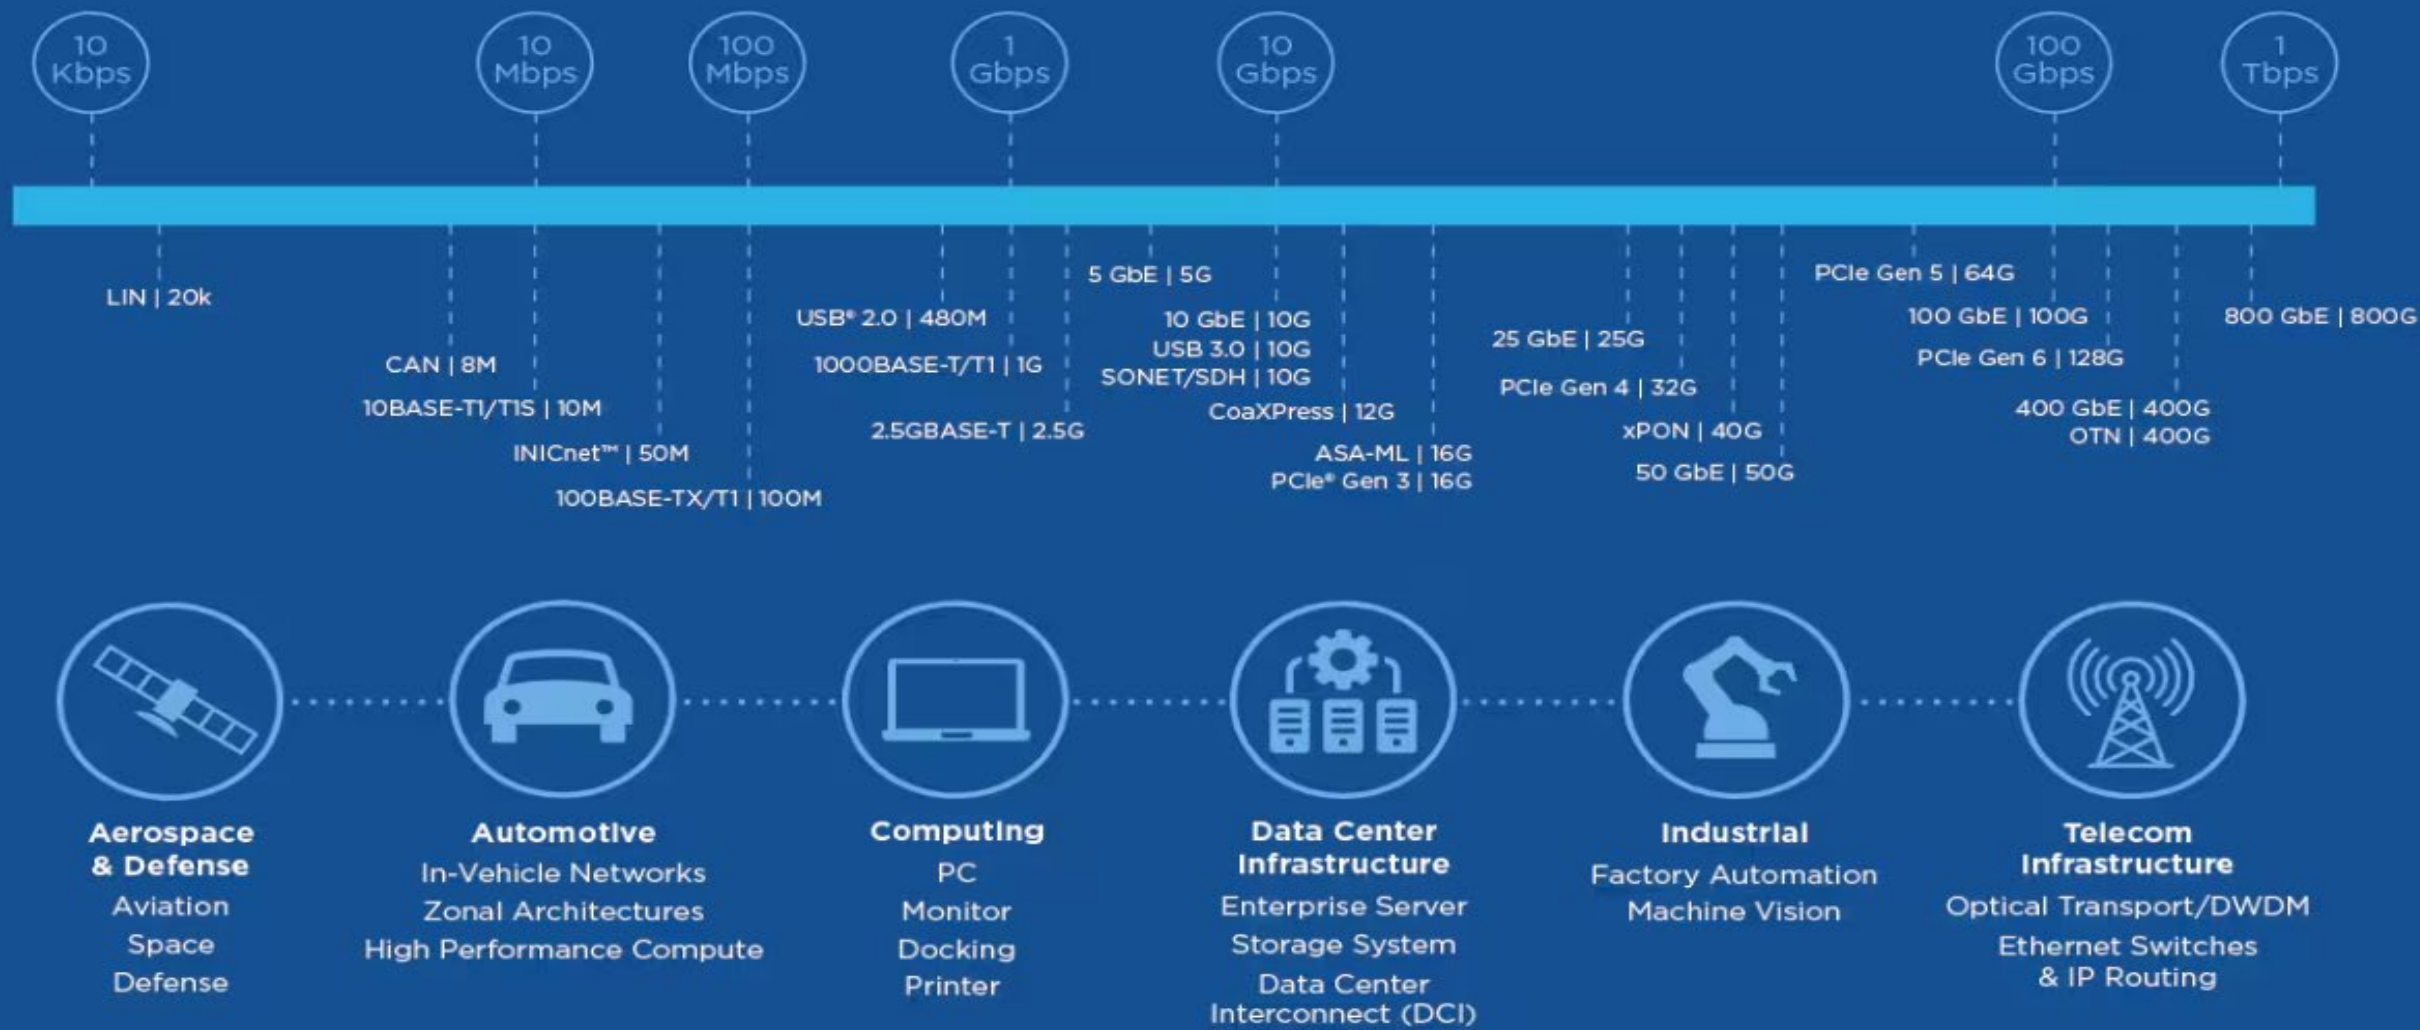 10
Kbps
10
Mbps
100
Mbps
1
Gbps
10
Gbps
100
Gbps
1
Tbps
LIN | 20k
CAN | 8M
10BASE-T1/T1S | 10M
INICnet™ | 50M
100BASE-TX/T1 | 100M
USB® 2.0 | 480M
1000BASE-T/T1 | 1G
2.5GBASE-T | 2.5G
5 GbE | 5G
10 GbE | 10G
USB 3.0 | 10G
SONET/SDH | 10G
CoaXPress | 12G
ASA-ML | 16G
PCIe® Gen 3 | 16G
25 GbE | 25G
PCIe Gen 4 | 32G
xPON | 40G
50 GbE | 50G
PCIe Gen 5 | 64G
100 GbE | 100G
PCIe Gen 6 | 128G
400 GbE | 400G
OTN | 400G
800 GbE | 800G
Aerospace
& Defense
Aviation
Space
Defense
Automotive
In-Vehicle Networks
Zonal Architectures
High Performance Compute
Computing
PC
Monitor
Docking
Printer
Data Center
Infrastructure
Enterprise Server
Storage System
Data Center
Interconnect (DCI)
Industrial
Factory Automation
Machine Vision
Telecom
Infrastructure
Optical Transport/DWDM
Ethernet Switches
& IP Routing